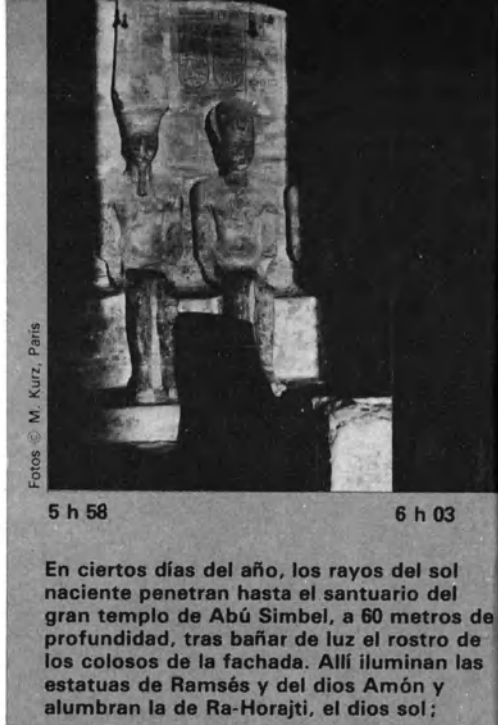 Fotos © M. Kurz, Paris
5 h 58
6 h 03
En ciertos días del año, los rayos del sol
naciente penetran hasta el santuario del
gran templo de Abú Simbel, a 60 metros de
profundidad, tras bañar de luz el rostro de
los colosos de la fachada. Allí iluminan las
estatuas de Ramsés y del dios Amón y
alumbran la de Ra-Horajti, el dios sol;